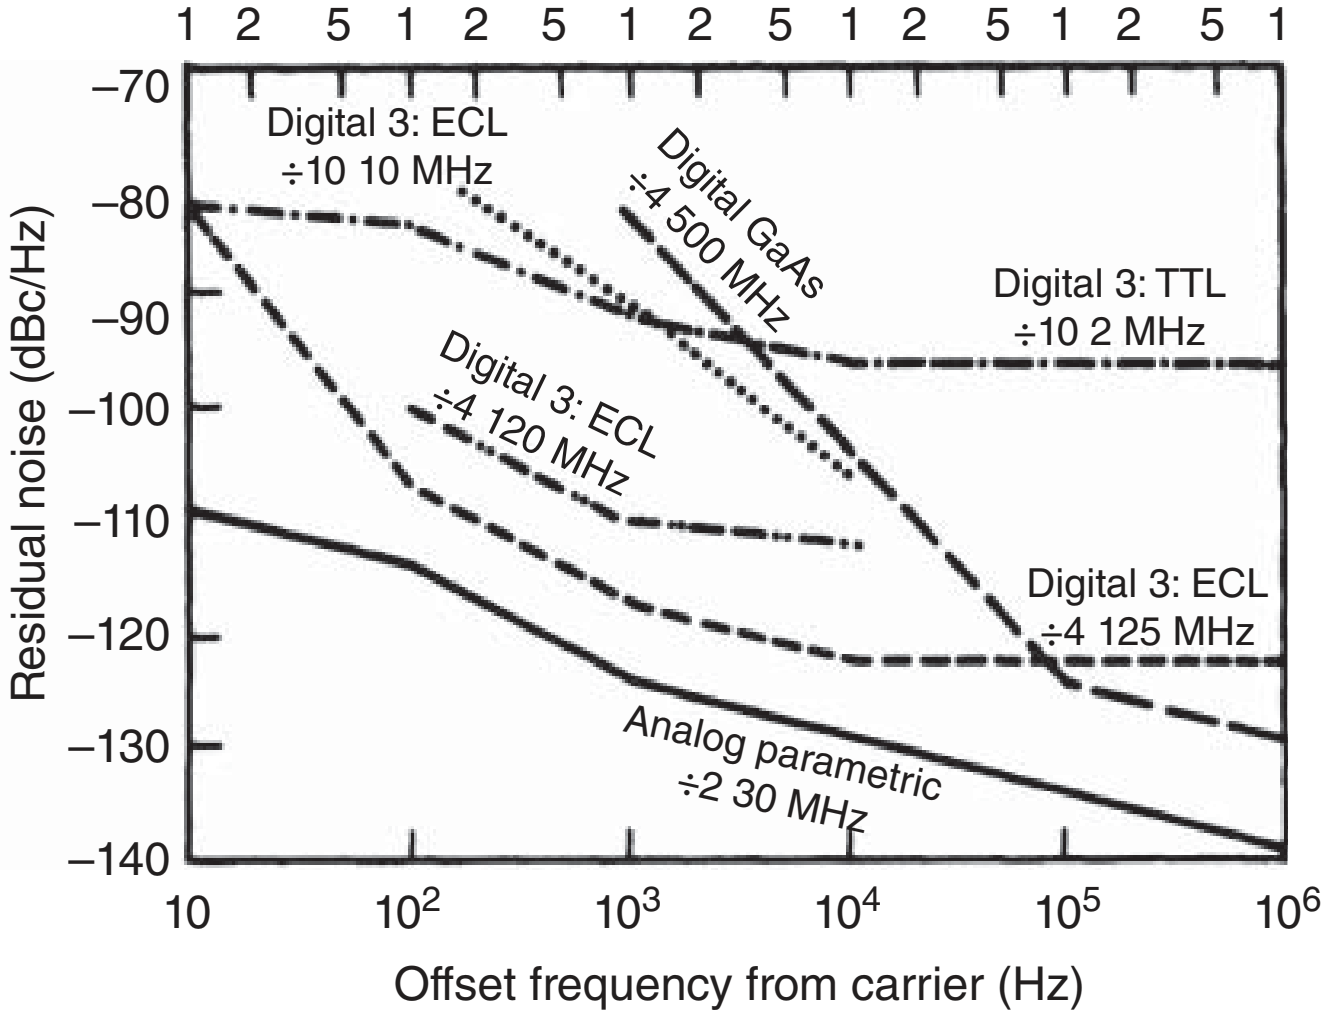 1 2 5 1 2 5 1 2 5 1 2 5 1 2 5 1
−70
−80
−90
−100
−110
−120
−130
−140
Residual noise (dBc/Hz)
Digital 3: ECL
÷10 10 MHz
Digital GaAs
÷4 500 MHz
Digital 3: TTL
÷10 2 MHz
Digital 3: ECL
÷4 120 MHz
Digital 3: ECL
÷4 125 MHz
Analog parametric
÷2 30 MHz
10 10² 10³ 10⁴ 10⁵ 10⁶
Offset frequency from carrier (Hz)